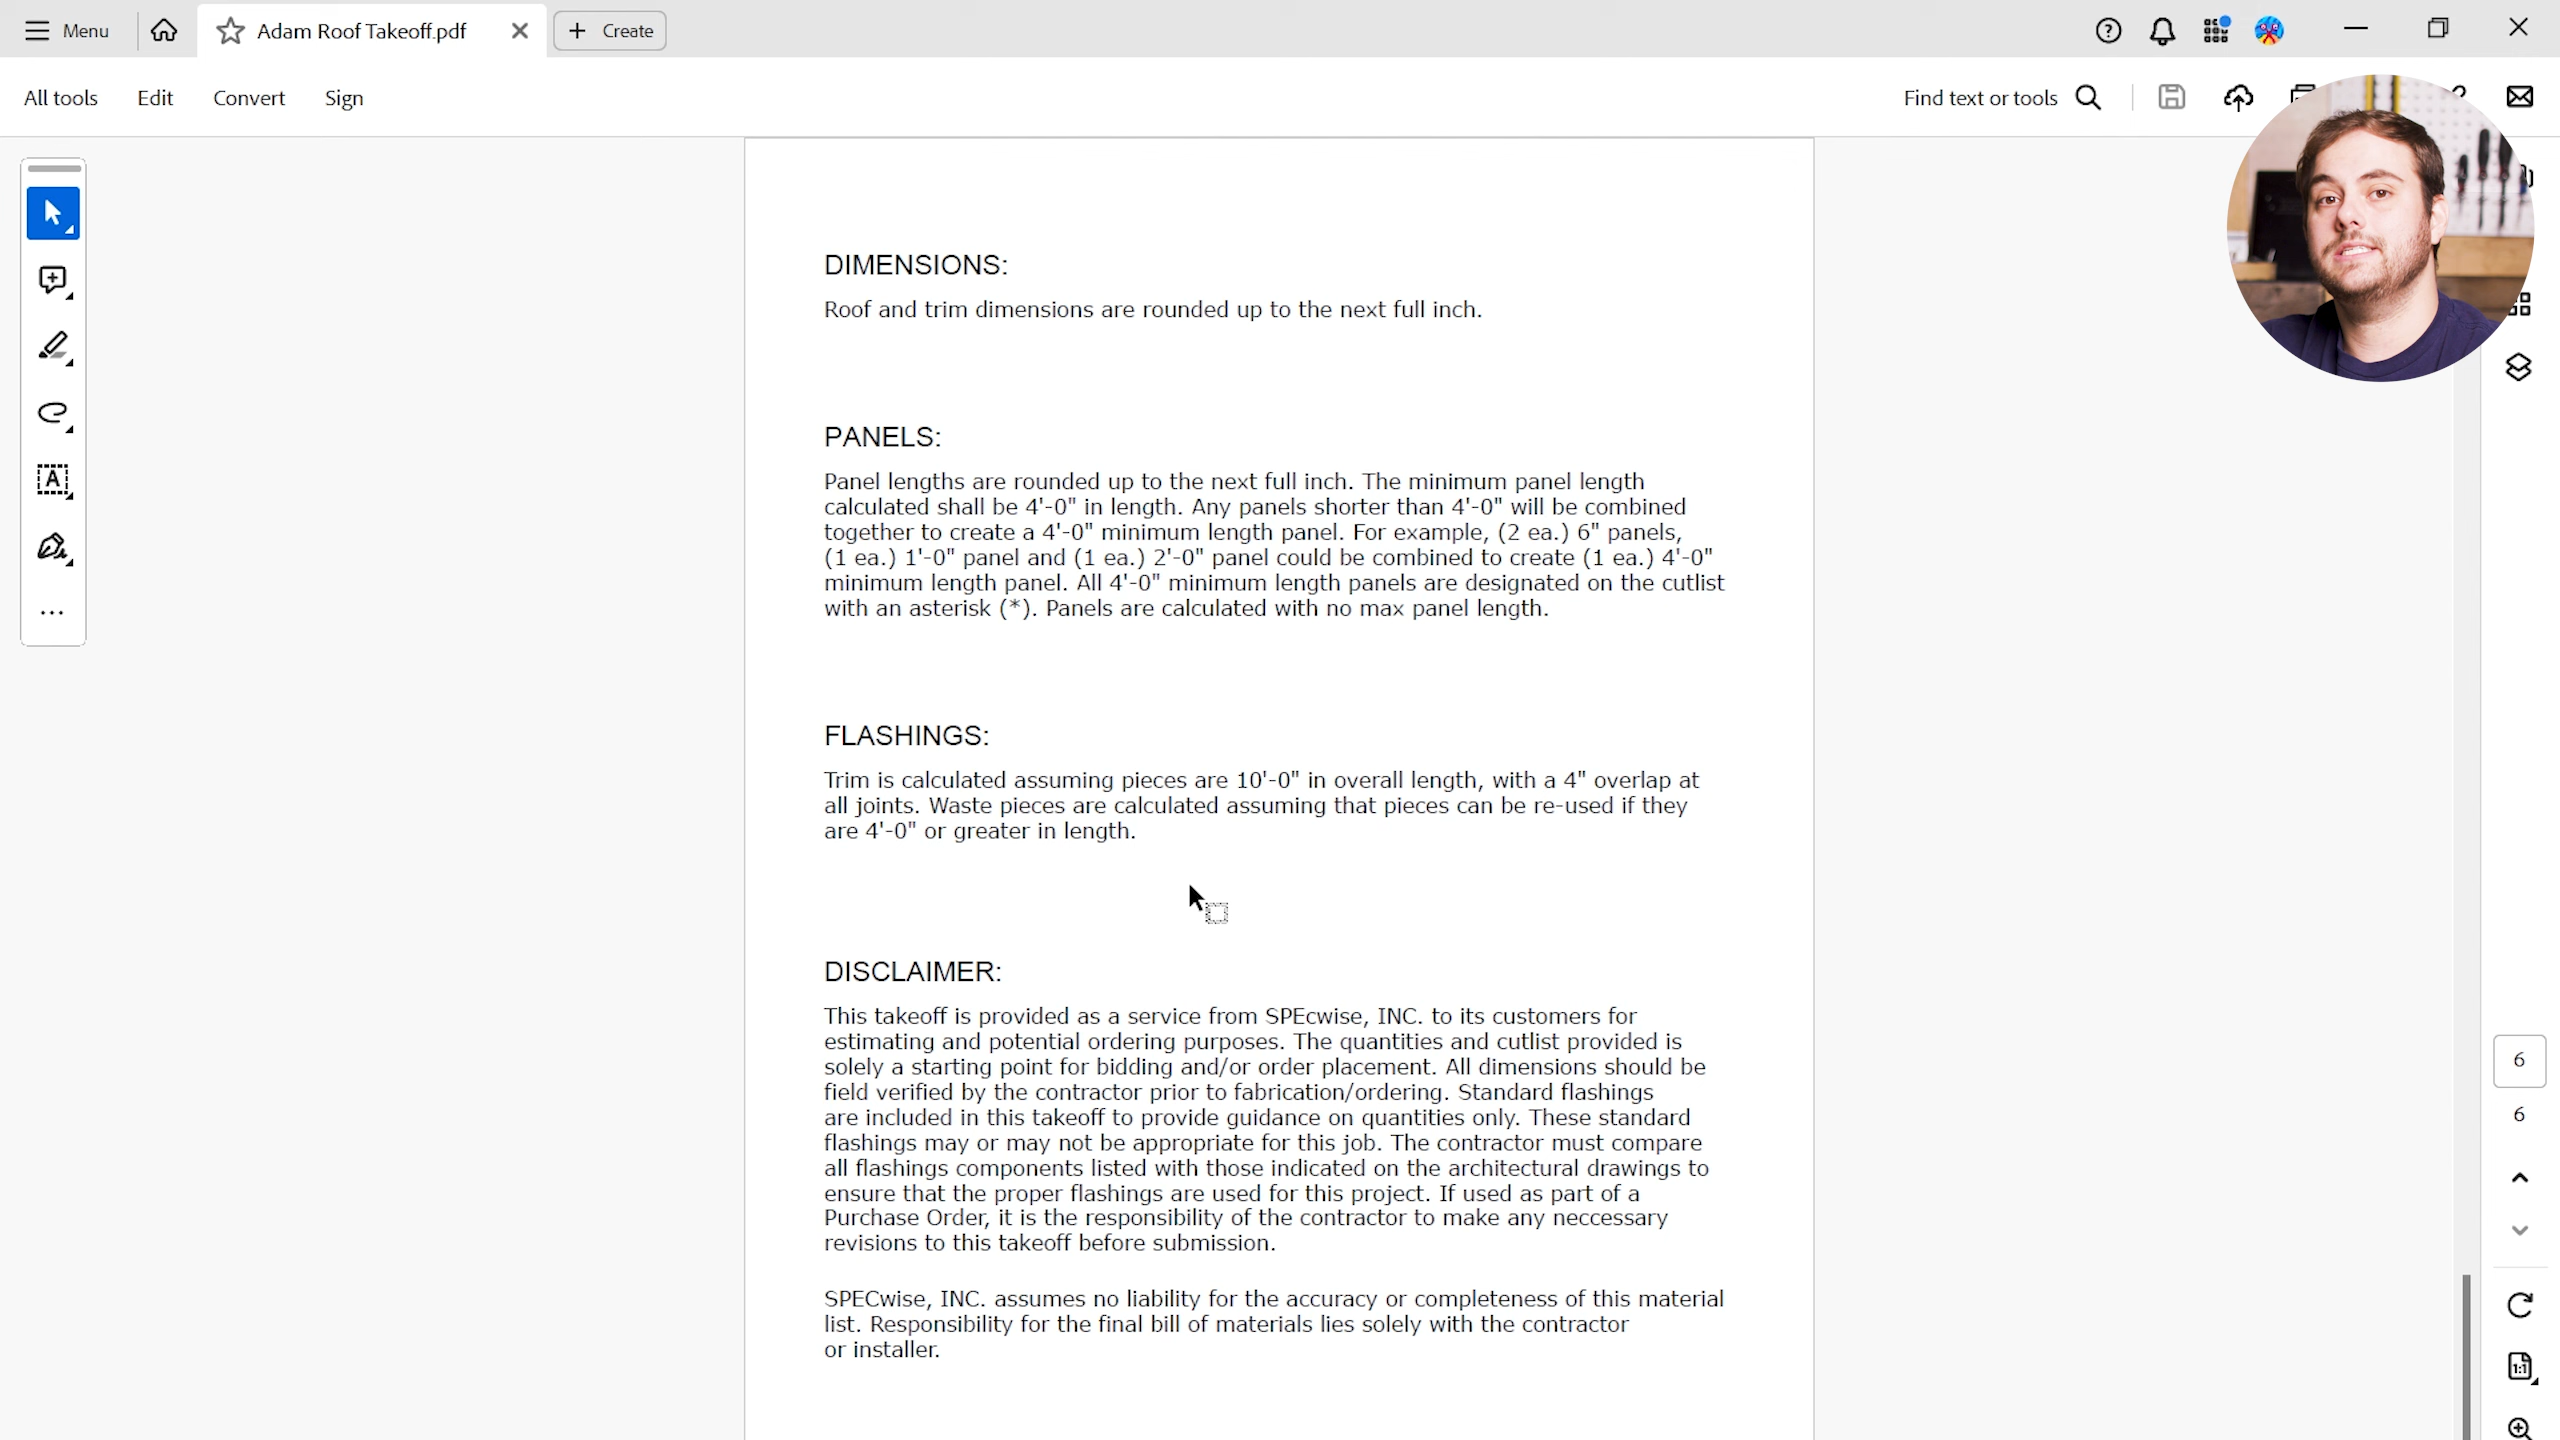 Menu
Adam Roof Takeoff.pdf
Create
All tools
Edit
Convert
Sign
Find text or tools
DIMENSIONS:
Roof and trim dimensions are rounded up to the next full inch.
PANELS:
Panel lengths are rounded up to the next full inch. The minimum panel length
calculated shall be 4'-0" in length. Any panels shorter than 4'-0" will be combined
together to create a 4'-0" minimum length panel. For example, (2 ea.) 6" panels,
(1 ea.) 1'-0" panel and (1 ea.) 2'-0" panel could be combined to create (1 ea.) 4'-0"
minimum length panel. All 4'-0" minimum length panels are designated on the cutlist
with an asterisk (*). Panels are calculated with no max panel length.
FLASHINGS:
Trim is calculated assuming pieces are 10'-0" in overall length, with a 4" overlap at
all joints. Waste pieces are calculated assuming that pieces can be re-used if they
are 4'-0" or greater in length.
DISCLAIMER:
This takeoff is provided as a service from SPEcwise, INC. to its customers for
estimating and potential ordering purposes. The quantities and cutlist provided is
solely a starting point for bidding and/or order placement. All dimensions should be
field verified by the contractor prior to fabrication/ordering. Standard flashings
are included in this takeoff to provide guidance on quantities only. These standard
flashings may or may not be appropriate for this job. The contractor must compare
all flashings components listed with those indicated on the architectural drawings to
ensure that the proper flashings are used for this project. If used as part of a
Purchase Order, it is the responsibility of the contractor to make any neccessary
revisions to this takeoff before submission.
SPECwise, INC. assumes no liability for the accuracy or completeness of this material
list. Responsibility for the final bill of materials lies solely with the contractor
or installer.
6
6
1:1